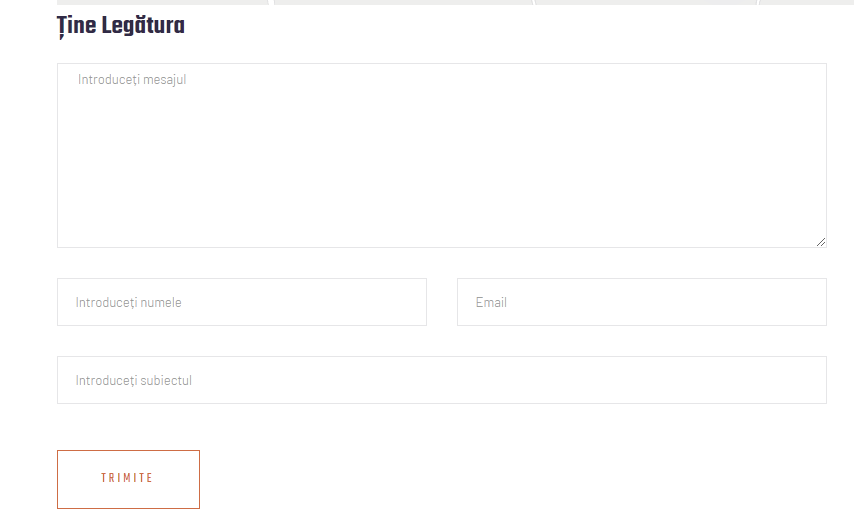 Ține Legătura
Introduceți mesajul
Introduceți numele
Email
Introduceți subiectul
TRIMITE